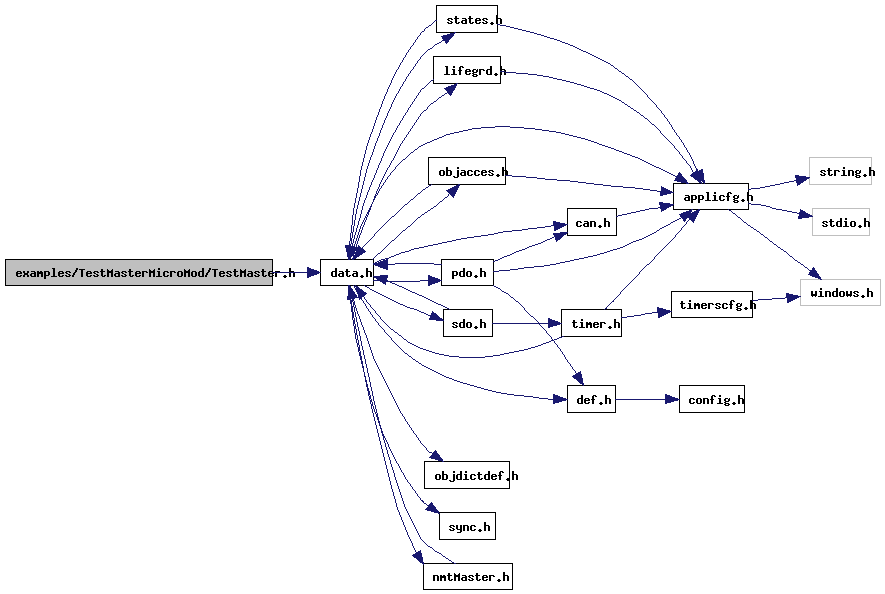 states.h
lifegrd.h
objacces.h
string.h
applicfg.h
can.h
stdio.h
examples/TestMasterMicroMod/TestMaster.h
data.h
pdo.h
windows.h
timerscfg.h
sdo.h
timer.h
def.h
config.h
objdictdef.h
sync.h
nmtMaster.h